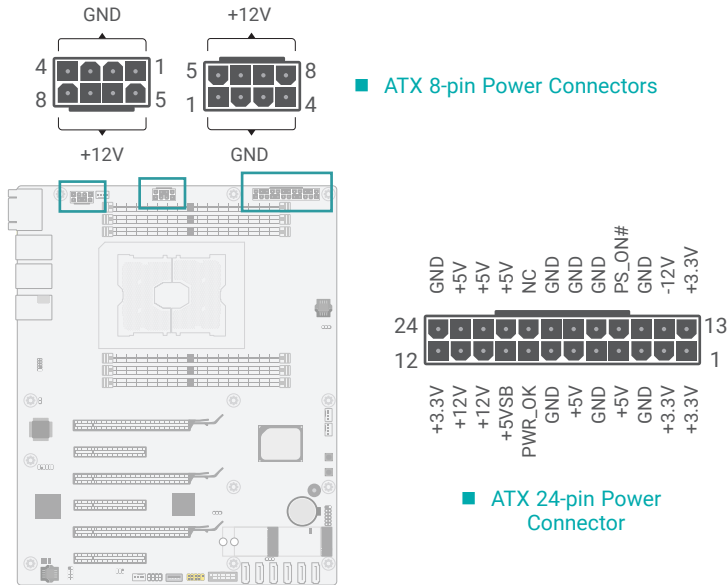 GND
+12V
4
1
8
5
5
8
1
4
+12V
GND
ATX 8-pin Power Connectors
GND
+5V
+5V
+5V
NC
GND
GND
GND
PS_ON#
GND
-12V
+3.3V
24
13
12
1
+3.3V
+12V
+12V
+5VSB
PWR_OK
GND
+5V
GND
+5V
GND
+3.3V
+3.3V
ATX 24-pin Power
Connector